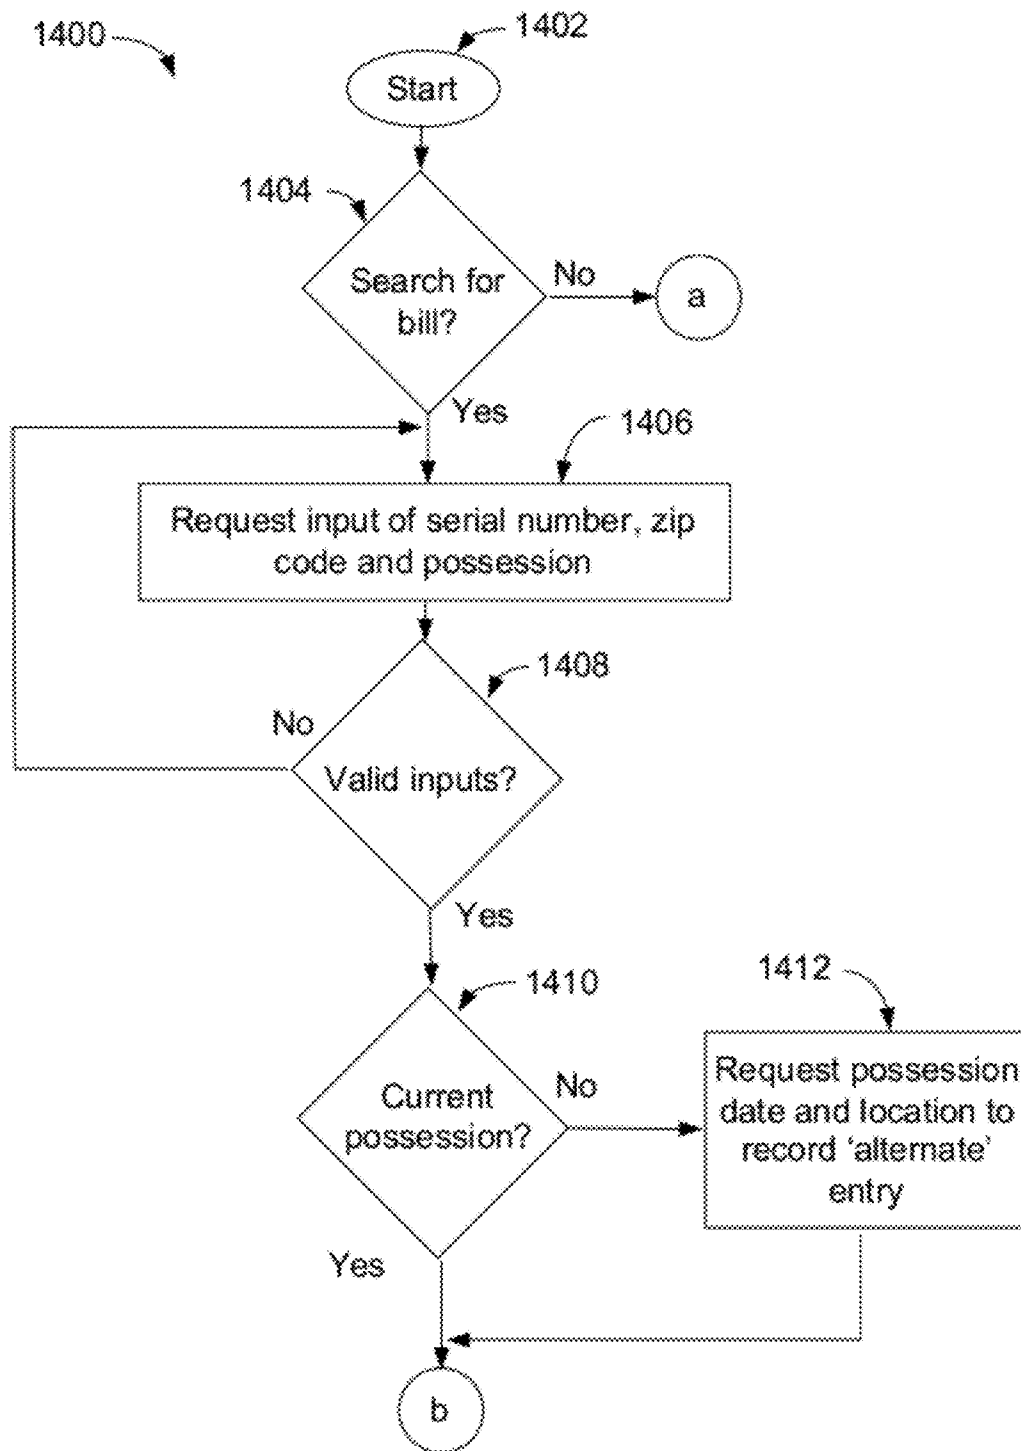 1400
1402
Start
1404
Search for
bill?
No
a
Yes
1406
Request input of serial number, zip
code and possession
1408
No
Valid inputs?
Yes
1410
1412
Current
possession?
No
Request possession
date and location to
record ‘alternate’
entry
Yes
b